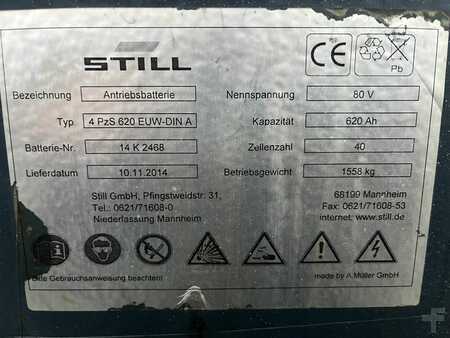 STILL
CE
Pb
Bezeichnung Antriebsbatterie Nennspannung 80 V
Typ 4 PzS 620 EUW-DIN A Kapazität 620 Ah
Batterie-Nr. 14 K 2468 Zellenzahl 40
Lieferdatum 10.11.2014 Betriebsgewicht 1558 kg
Still GmbH, Pfingstweidstr. 31, 68199 Mannheim
Tel.: 0621/71608-0 Fax: 0621/71608-53
Niederlassung Mannheim internet: www.still.de
Bitte Gebrauchsanweisung beachten! made by A.Müller GmbH
F